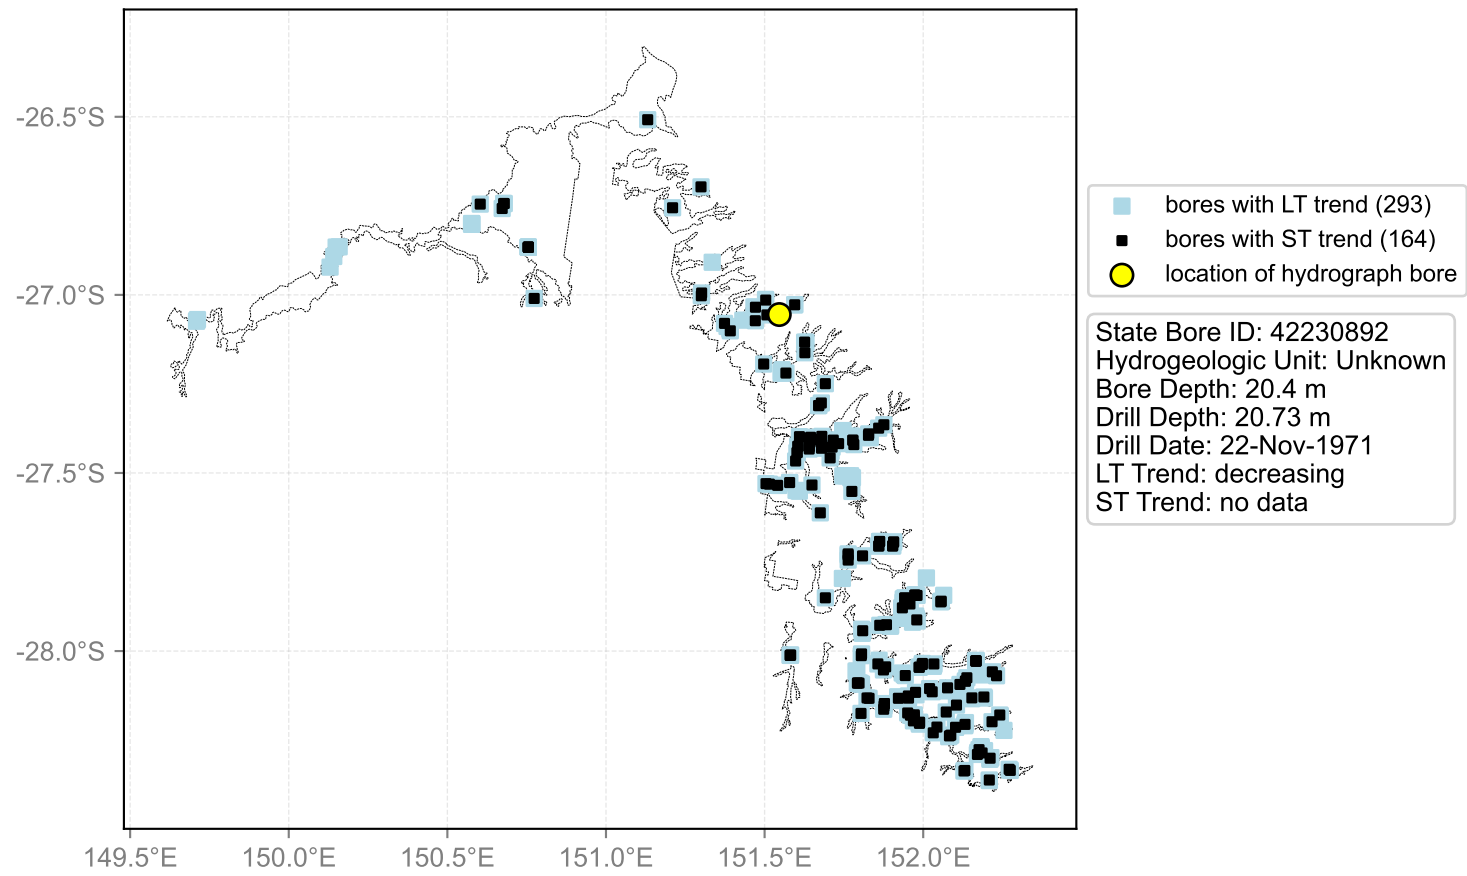 -26.5°S
-27.0°S
-27.5°S
-28.0°S
149.5°E
150.0°E
150.5°E
151.0°E
151.5°E
152.0°E
bores with LT trend (293)
bores with ST trend (164)
location of hydrograph bore
State Bore ID: 42230892
Hydrogeologic Unit: Unknown
Bore Depth: 20.4 m
Drill Depth: 20.73 m
Drill Date: 22-Nov-1971
LT Trend: decreasing
ST Trend: no data